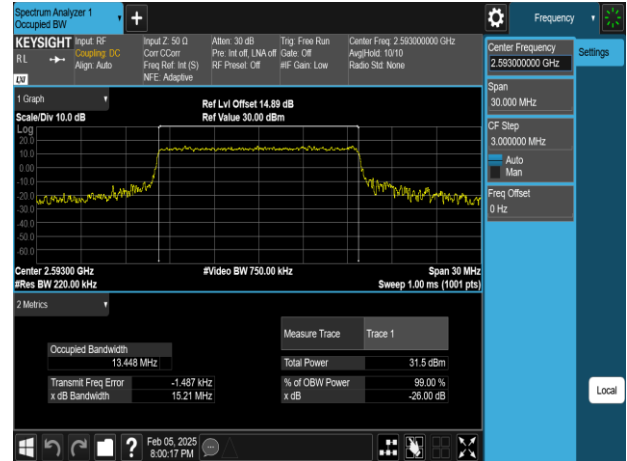 Spectrum Analyzer 1
Occupied BW
+
Frequency
KEYSIGHT
RL
LXI
Input: RF
Coupling: DC
Align: Auto
Input Z: 50 Ω
Corr CCorr
Freq Ref: Int (S)
NFE: Adaptive
Atten: 30 dB
Pre: Int off, LNA off
RF Preset: Off
Trig: Free Run
Gate: Off
#IF Gain: Low
Center Freq: 2.593000000 GHz
Avg|Hold: 10/10
Radio Std: None
Center Frequency
2.593000000 GHz
Settings
Span
30.000 MHz
CF Step
3.000000 MHz
Auto
Man
Freq Offset
0 Hz
Local
1 Graph
Scale/Div 10.0 dB
Ref Lvl Offset 14.89 dB
Ref Value 30.00 dBm
Log
20.0
10.0
0.00
-10.0
-20.0
-30.0
-40.0
-50.0
-60.0
Center 2.59300 GHz
#Video BW 750.00 kHz
Span 30 MHz
#Res BW 220.00 kHz
Sweep 1.00 ms (1001 pts)
2 Metrics
Measure Trace Trace 1
Occupied Bandwidth
13.448 MHz
Total Power 31.5 dBm
Transmit Freq Error -1.487 kHz
% of OBW Power 99.00 %
x dB Bandwidth 15.21 MHz
x dB -26.00 dB
?
Feb 05, 2025
8:00:17 PM